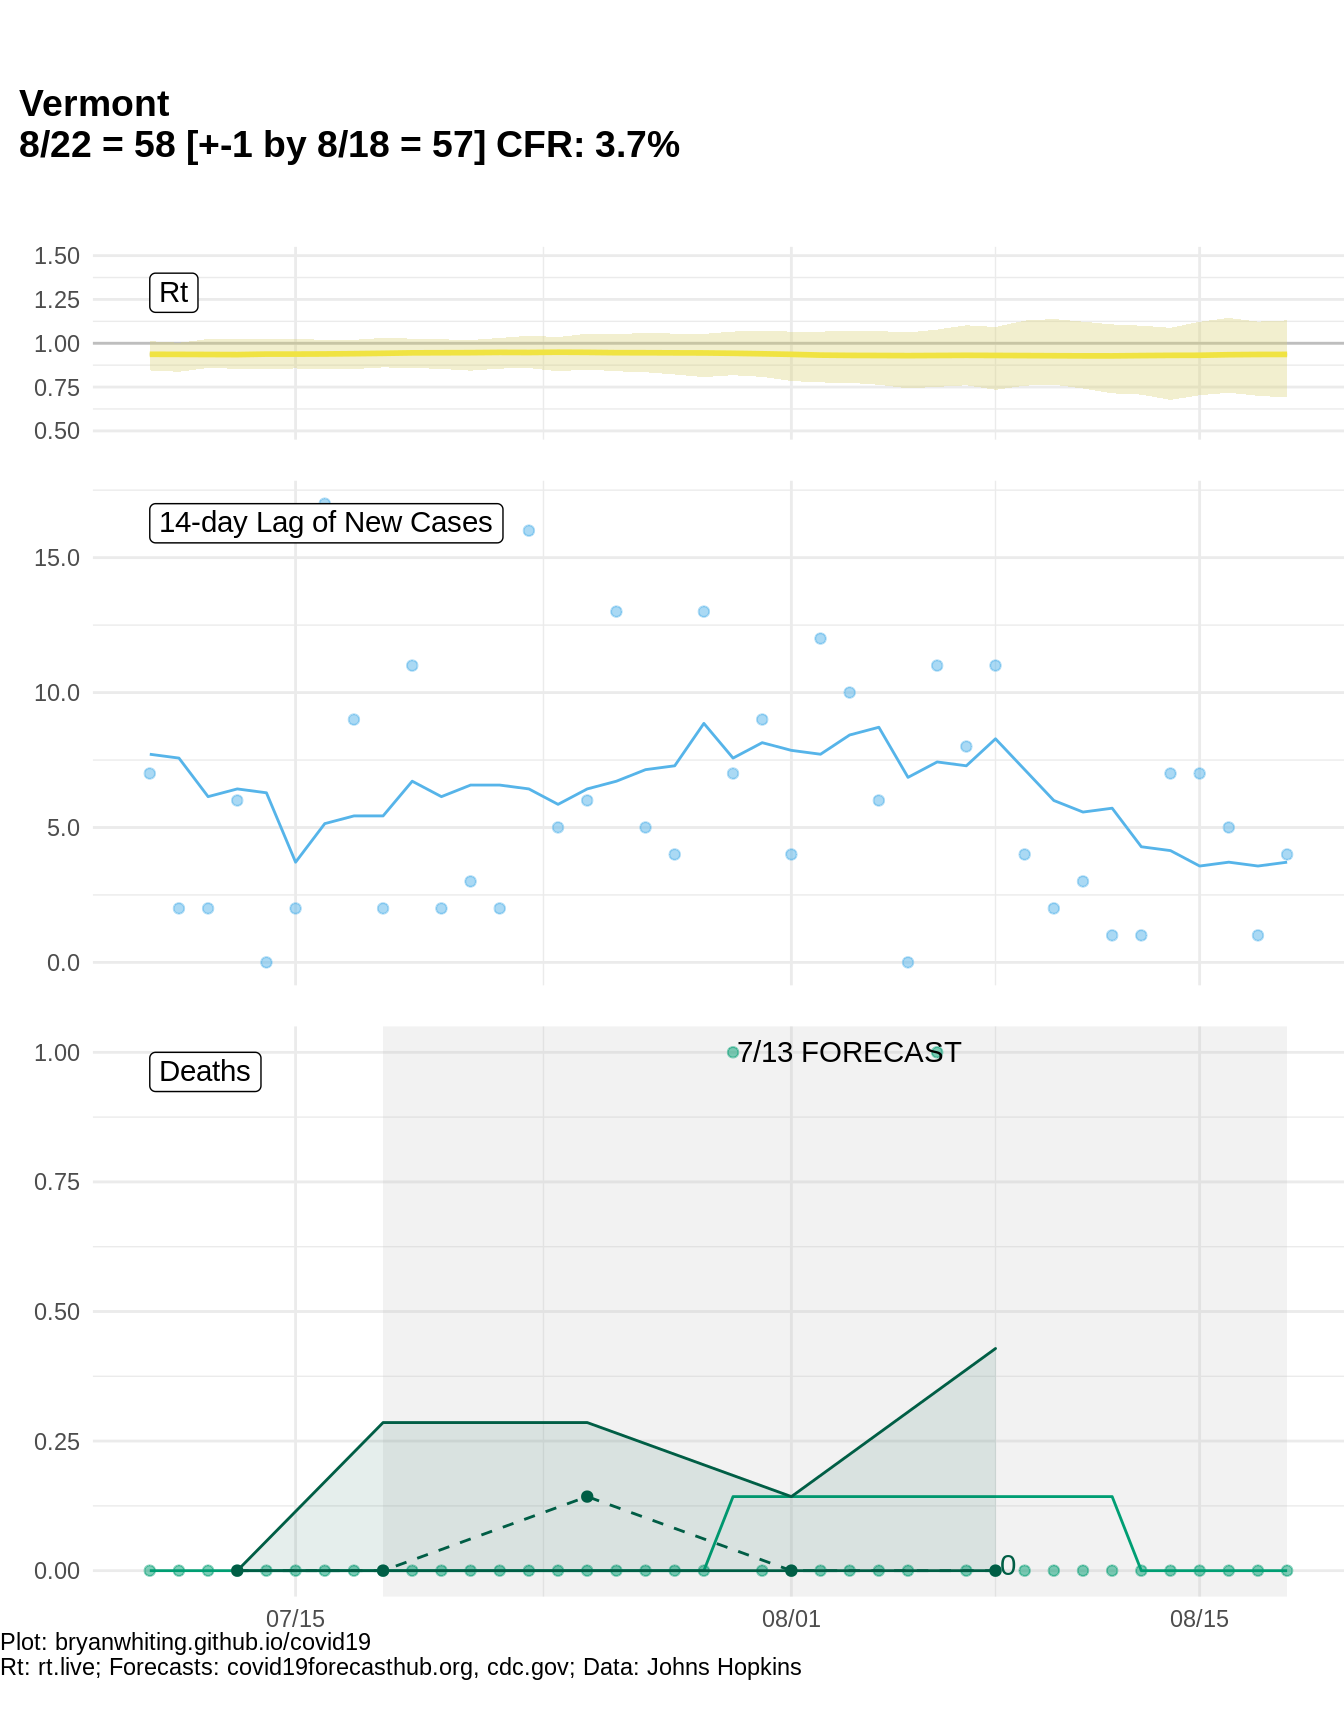 Vermont
8/22 = 58 [+-1 by 8/18 = 57] CFR: 3.7%
1.50
Rt
1.25
1.00
0.75
0.50
14-day Lag of New Cases
15.0
10.0
5.0
0.0
1.00
7/13 FORECAST
Deaths
0.75
0.50
0.25
0.00
0
07/15
08/01
08/15
Plot: bryanwhiting.github.io/covid19
Rt: rt.live; Forecasts: covid19forecasthub.org, cdc.gov; Data: Johns Hopkins